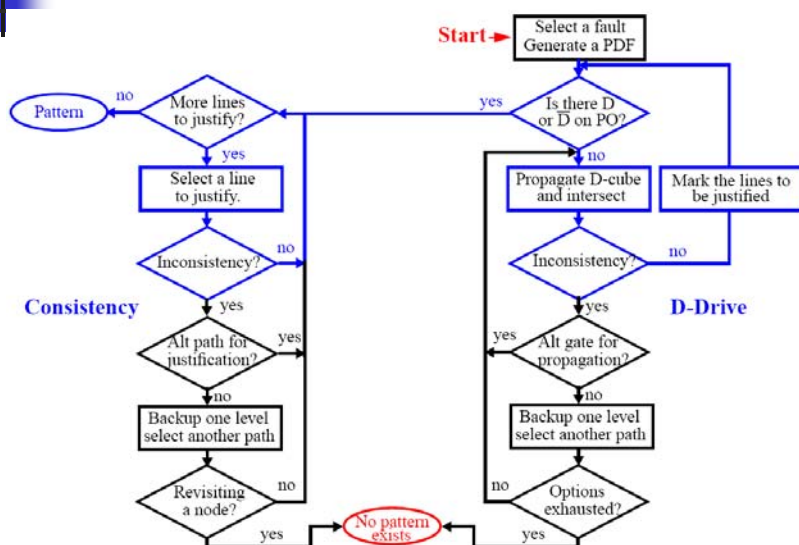 Start
Select a fault
Generate a PDF
Is there D
or D̅ on PO?
yes
no
More lines
to justify?
no
Pattern
yes
Select a line
to justify.
Inconsistency?
no
yes
Consistency
Alt path for
justification?
yes
no
Backup one level
select another path
Revisiting
a node?
no
yes
Propagate D-cube
and intersect
Mark the lines to
be justified
Inconsistency?
no
yes
D-Drive
Alt gate for
propagation?
yes
no
Backup one level
select another path
Options
exhausted?
no
yes
No pattern
exists